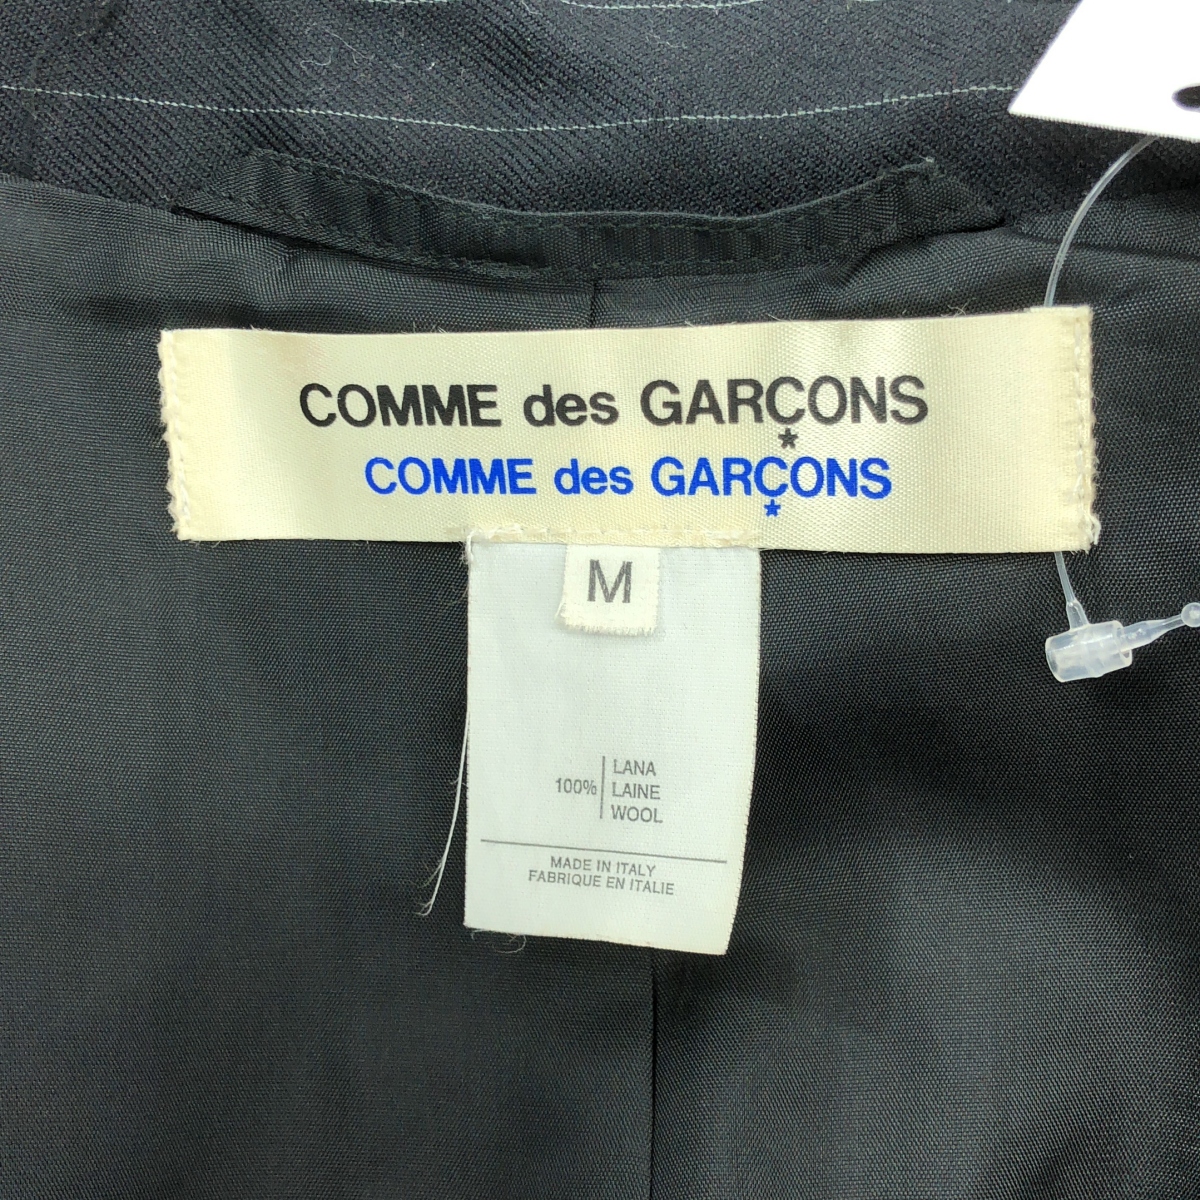 COMME des GARÇONS
COMME des GARÇONS
M
100%
LANA
LAINE
WOOL
MADE IN ITALY
FABRIQUE EN ITALIE